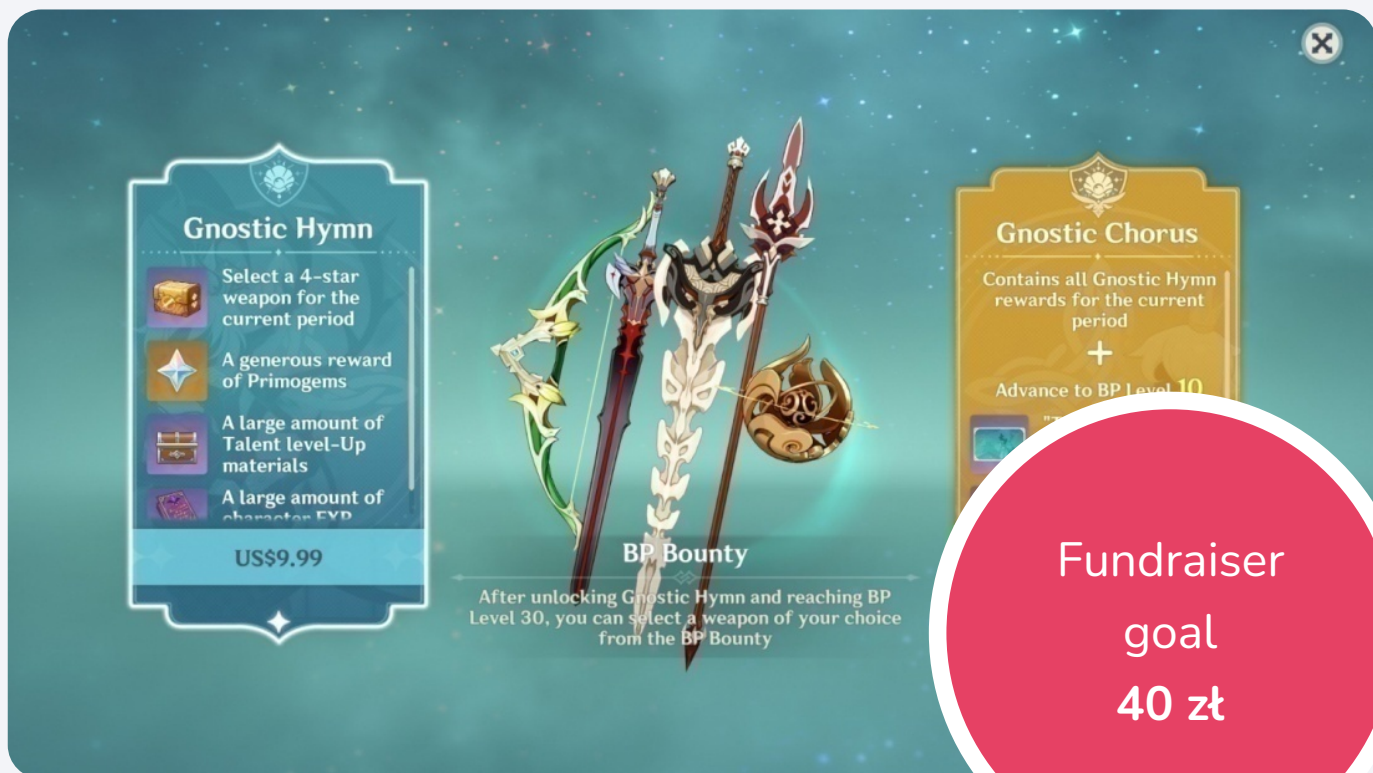 Gnostic Hymn
Select a 4-star
weapon for the
current period
A generous reward
of Primogems
A large amount of
Talent level-Up
materials
A large amount of
character EXP
US$9.99
BP Bounty
After unlocking Gnostic Hymn and reaching BP
Level 30, you can select a weapon of your choice
from the BP Bounty
Gnostic Chorus
Contains all Gnostic Hymn
rewards for the current
period
+
Advance to BP Level 10
Fundraiser
goal
40 zł